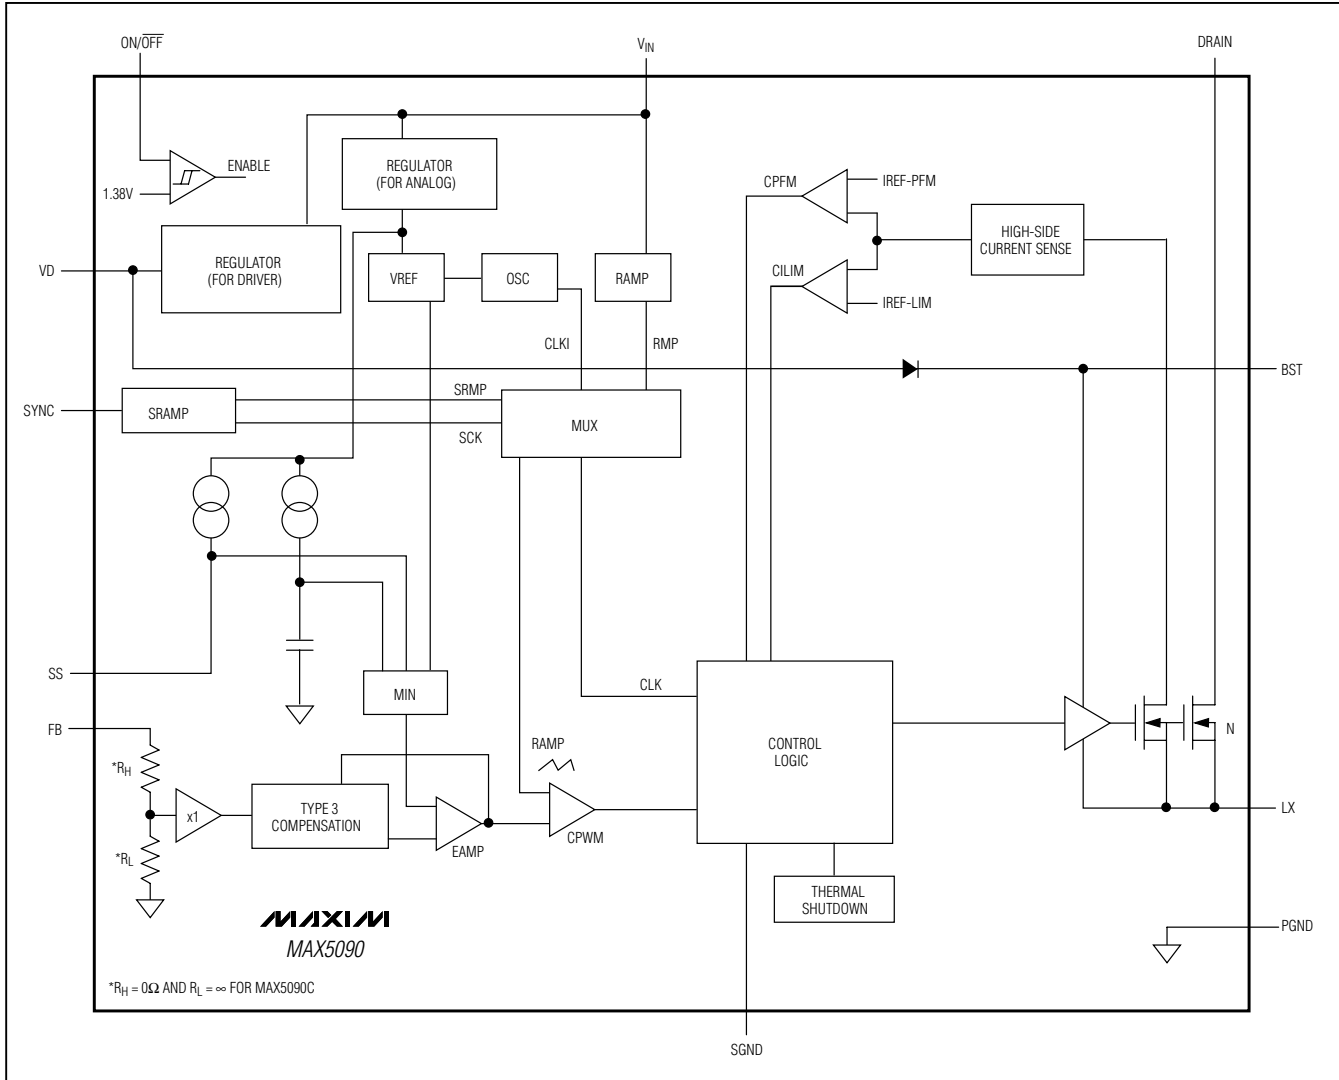 ON/OFF
VIN
DRAIN
ENABLE
1.38V
REGULATOR
(FOR ANALOG)
CPFM
IREF-PFM
HIGH-SIDE
CURRENT SENSE
VD
REGULATOR
(FOR DRIVER)
VREF
OSC
RAMP
CILIM
IREF-LIM
CLKI
RMP
BST
SYNC
SRAMP
SRMP
SCK
MUX
SS
MIN
CLK
FB
*RH
x1
*RL
TYPE 3
COMPENSATION
EAMP
RAMP
CPWM
CONTROL
LOGIC
N
LX
THERMAL
SHUTDOWN
MAXIM
MAX5090
PGND
*RH = 0Ω AND RL = ∞ FOR MAX5090C
SGND